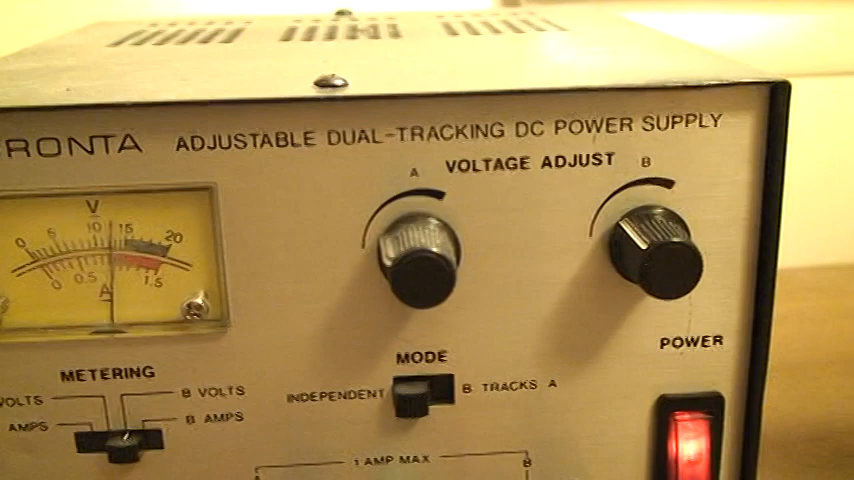 RONTA ADJUSTABLE DUAL-TRACKING DC POWER SUPPLY
A VOLTAGE ADJUST B
V
0 5 10 15 20
0 0.5 1.5
A
POWER
METERING
MODE
VOLTS B VOLTS
AMPS B AMPS
INDEPENDENT B TRACKS A
1 AMP MAX
A B